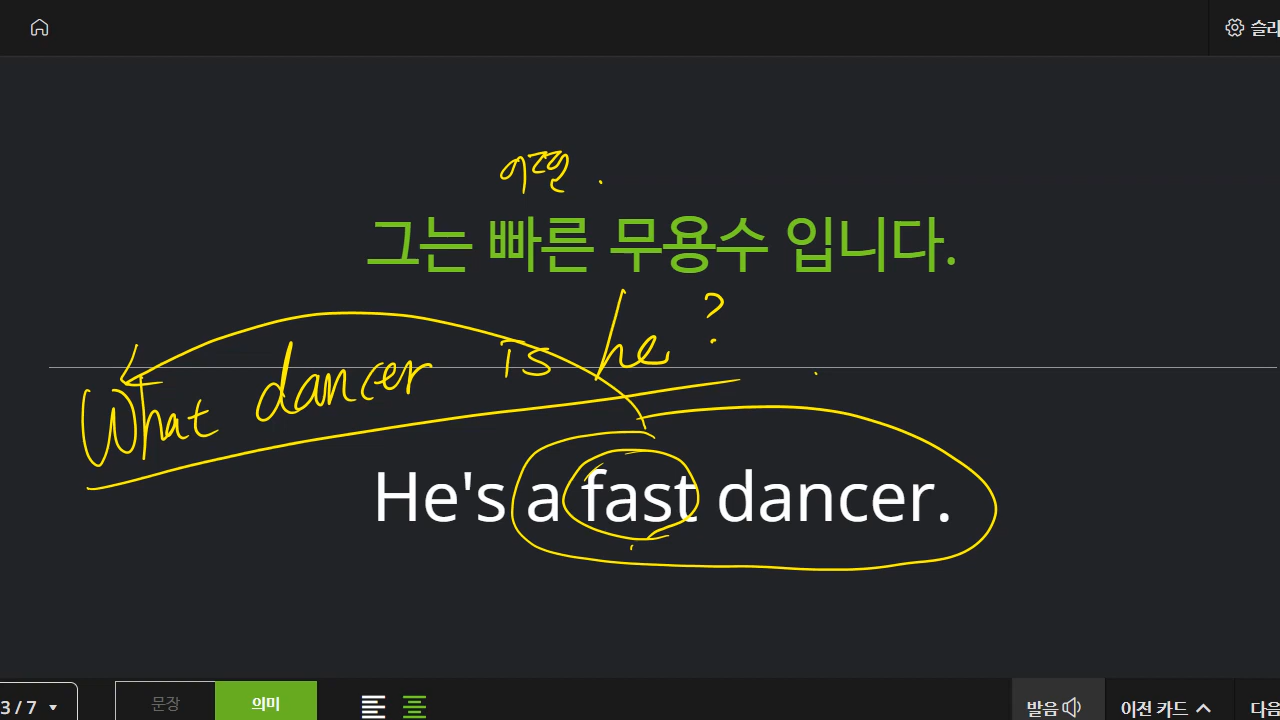 슬라
어떤.
그는 빠른 무용수 입니다.
What dancer is he?
He's a fast dancer.
3 / 7
문장
의미
발음
이전 카드
다음